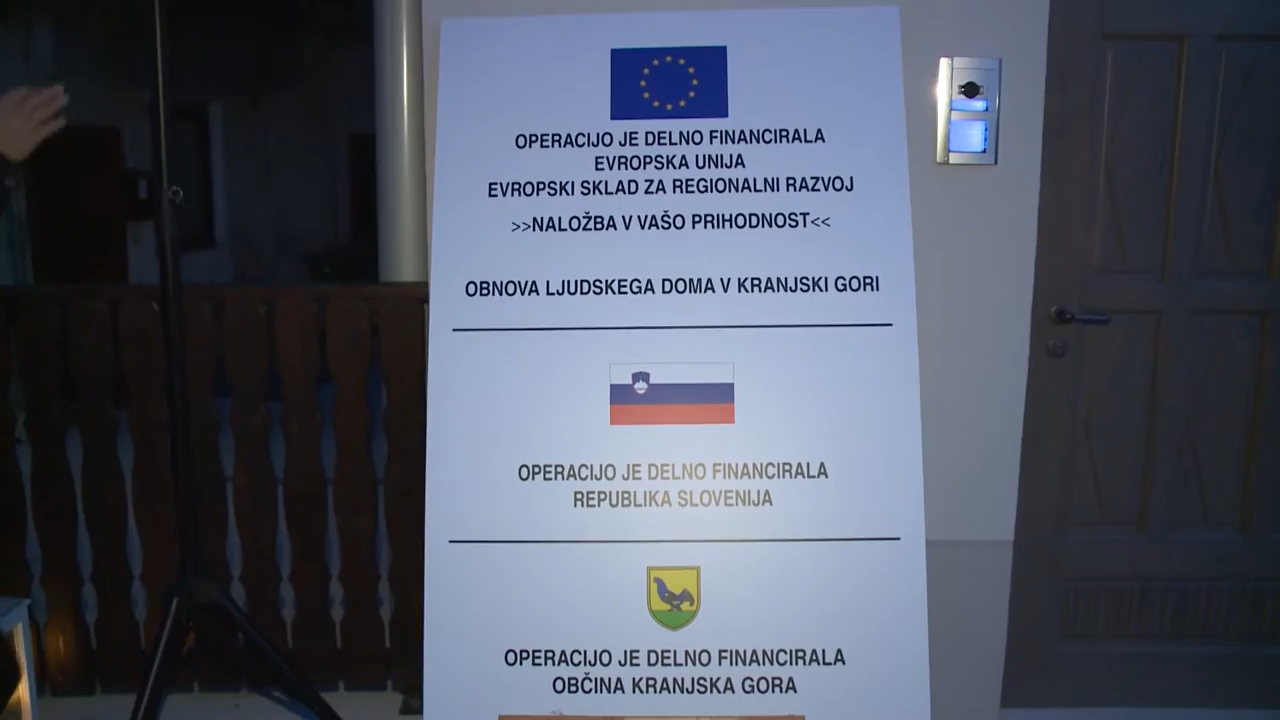 OPERACIJO JE DELNO FINANCIRALA
EVROPSKA UNIJA
EVROPSKI SKLAD ZA REGIONALNI RAZVOJ
>>NALOŽBA V VAŠO PRIHODNOST<<
OBNOVA LJUDSKEGA DOMA V KRANJSKI GORI
OPERACIJO JE DELNO FINANCIRALA
REPUBLIKA SLOVENIJA
OPERACIJO JE DELNO FINANCIRALA
OBČINA KRANJSKA GORA